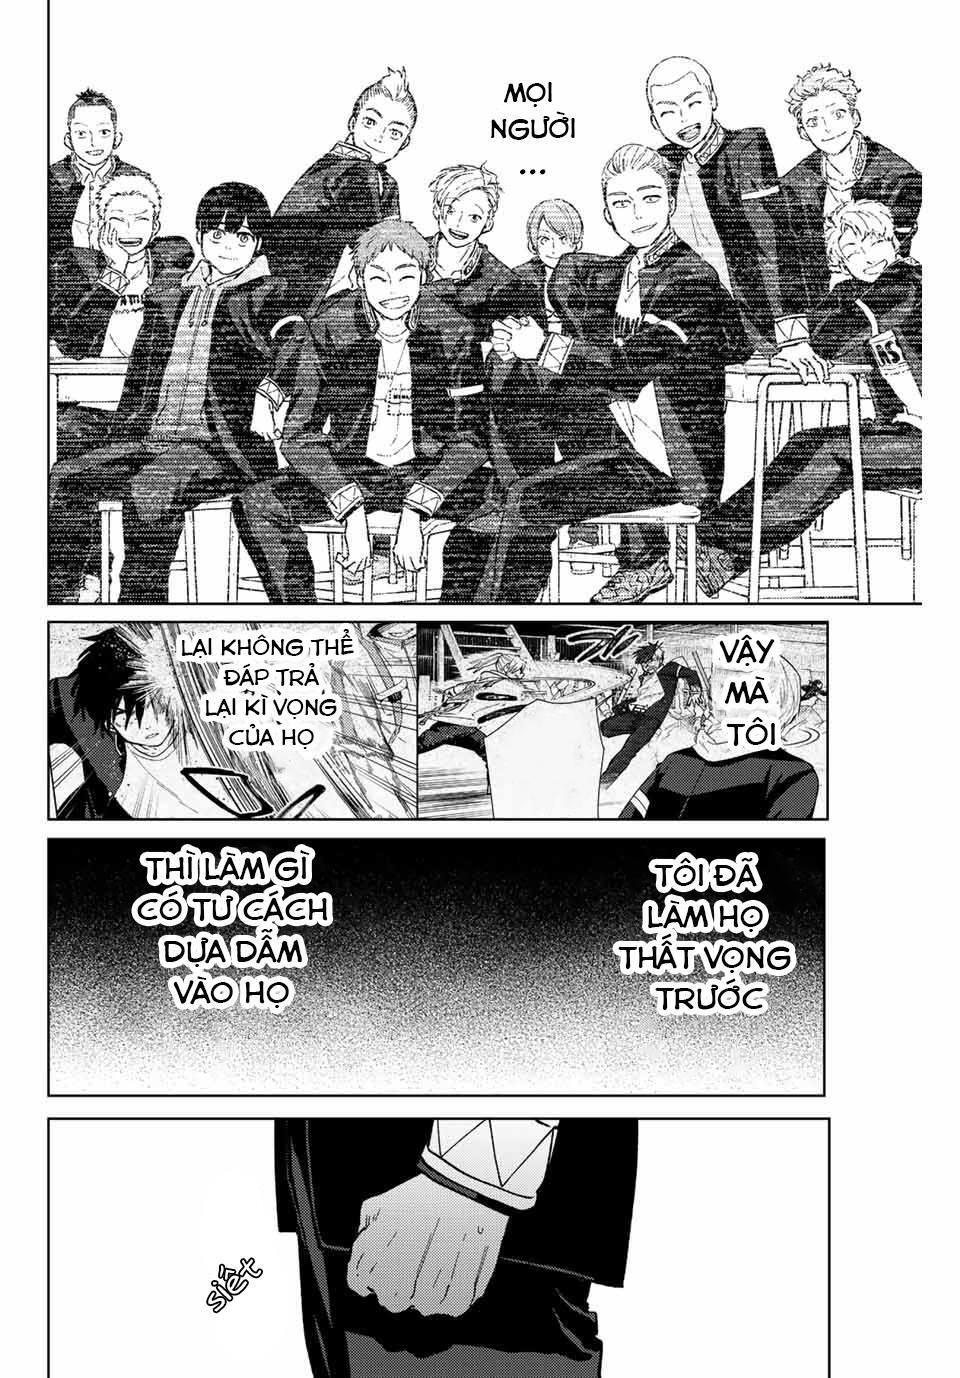 MỌI
NGƯỜI
...
VẬY
MÀ
TÔI
LẠI KHÔNG THỂ
ĐÁP TRẢ
LẠI KÌ VỌNG
CỦA HỌ
TÔI ĐÃ
LÀM HỌ
THẤT VỌNG
TRƯỚC
THÌ LÀM GÌ
CÓ TƯ CÁCH
DỰA DẪM
VÀO HỌ
siết